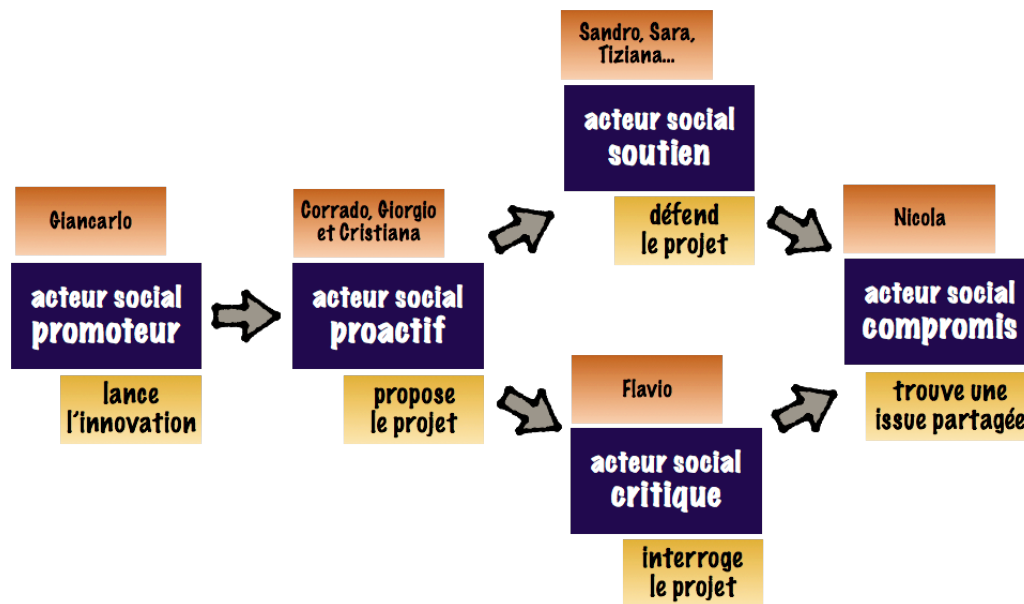 Giancarlo
acteur social
promoteur
lance
l'innovation
Corrado, Giorgio
et Cristiana
acteur social
proactif
propose
le projet
Sandro, Sara,
Tiziana...
acteur social
soutien
défend
le projet
Flavio
acteur social
critique
interroge
le projet
Nicola
acteur social
compromis
trouve une
issue partagée